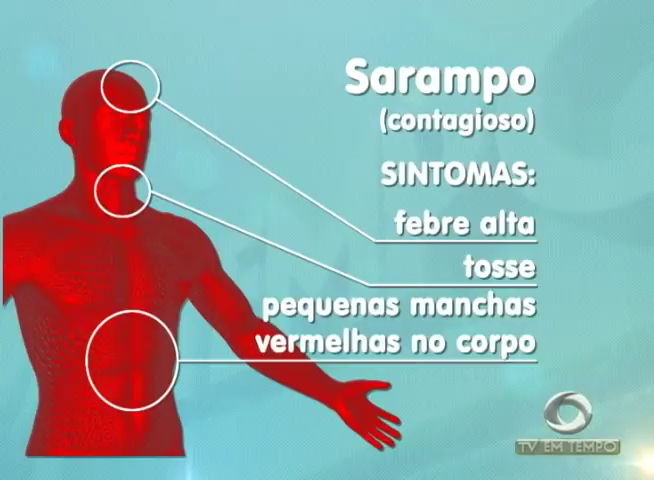 Sarampo
(contagioso)
SINTOMAS:
febre alta
tosse
pequenas manchas
vermelhas no corpo
TV EM TEMPO